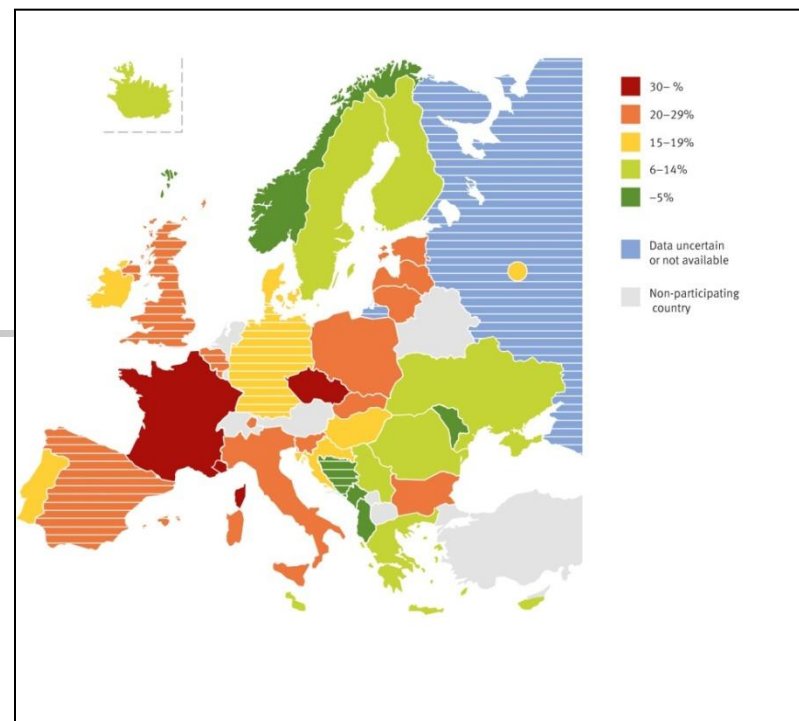 30– %
20–29%
15–19%
6–14%
–5%
Data uncertain
or not available
Non-participating
country